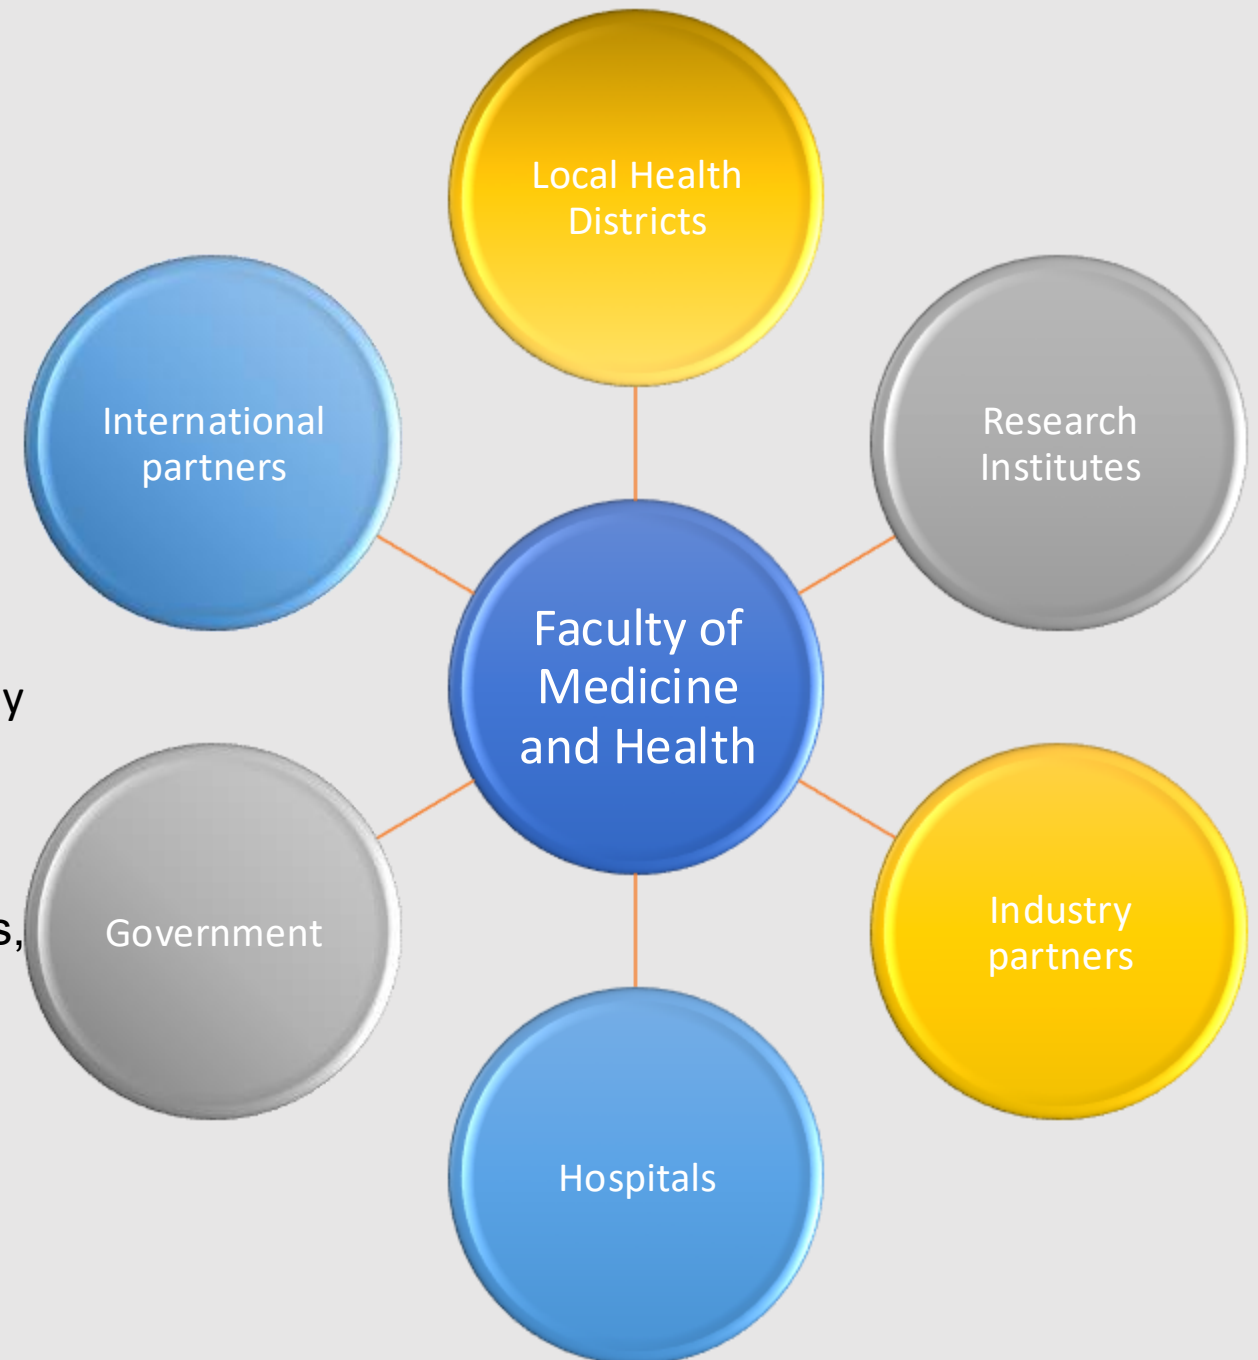 Local Health
Districts
International
partners
Research
Institutes
Faculty of
Medicine
and Health
y
s,
Government
Industry
partners
Hospitals